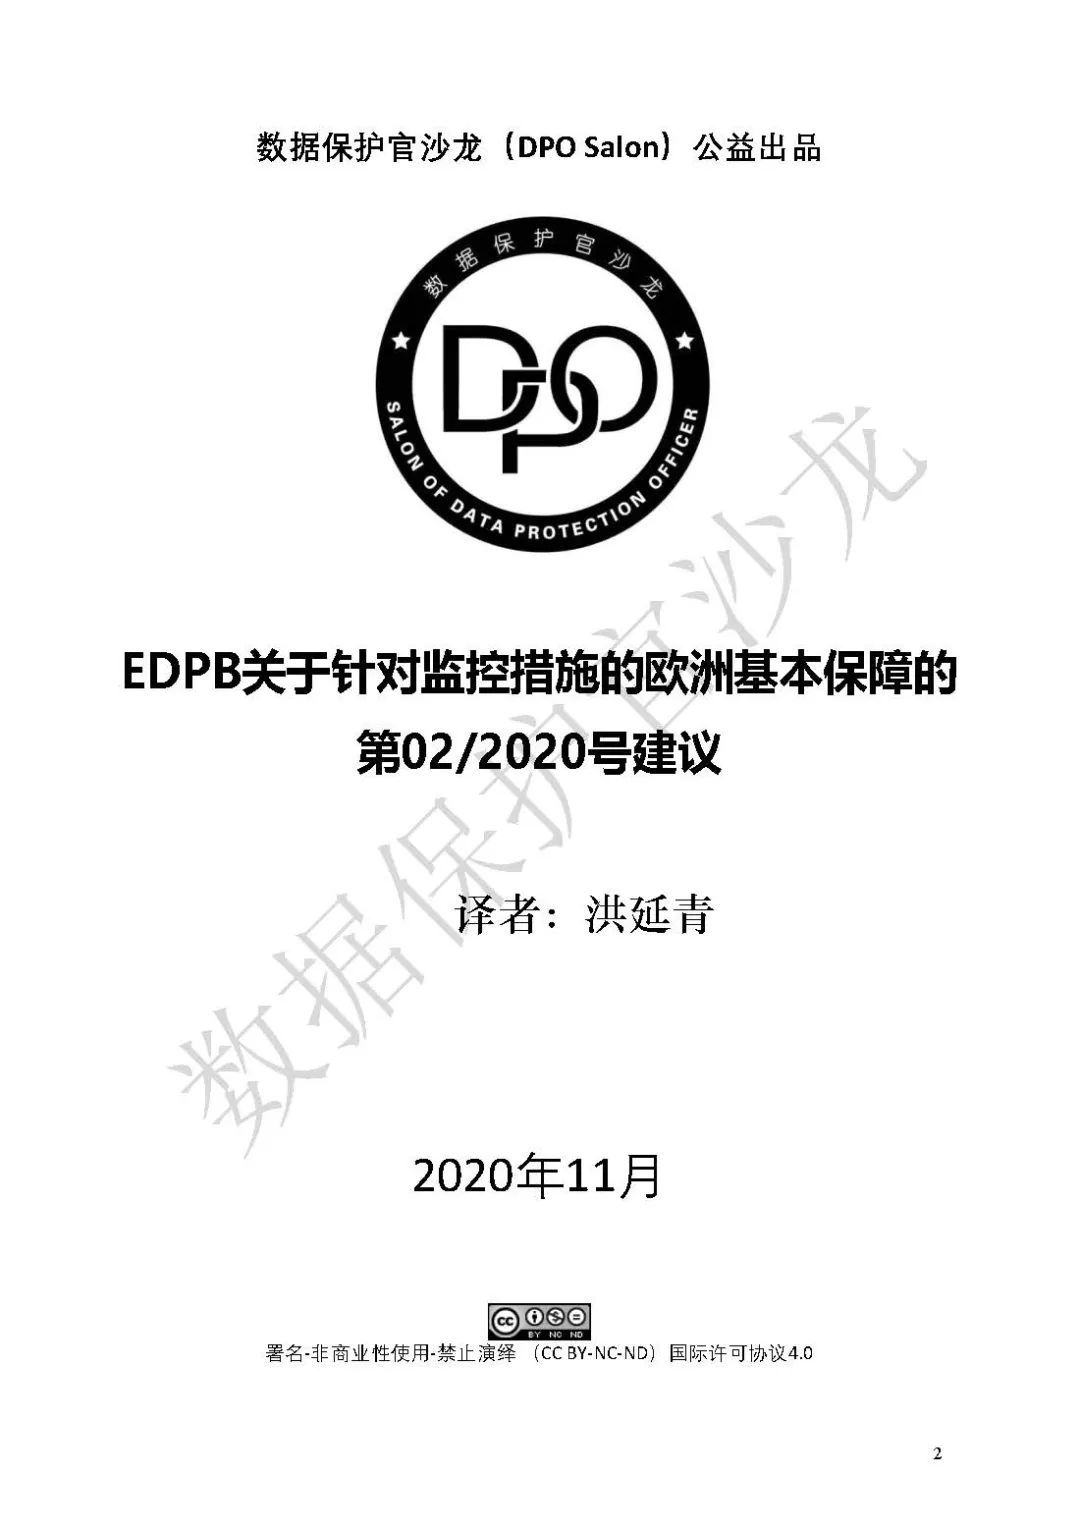 数据保护官沙龙（DPO Salon）公益出品
数据保护官沙龙
DPO
SALON OF DATA PROTECTION OFFICER
EDPB关于针对监控措施的欧洲基本保障的
第02/2020号建议
译者：洪延青
数据保护官沙龙
2020年11月
cc
BY NC ND
署名-非商业性使用-禁止演绎 （CC BY-NC-ND）国际许可协议4.0
2